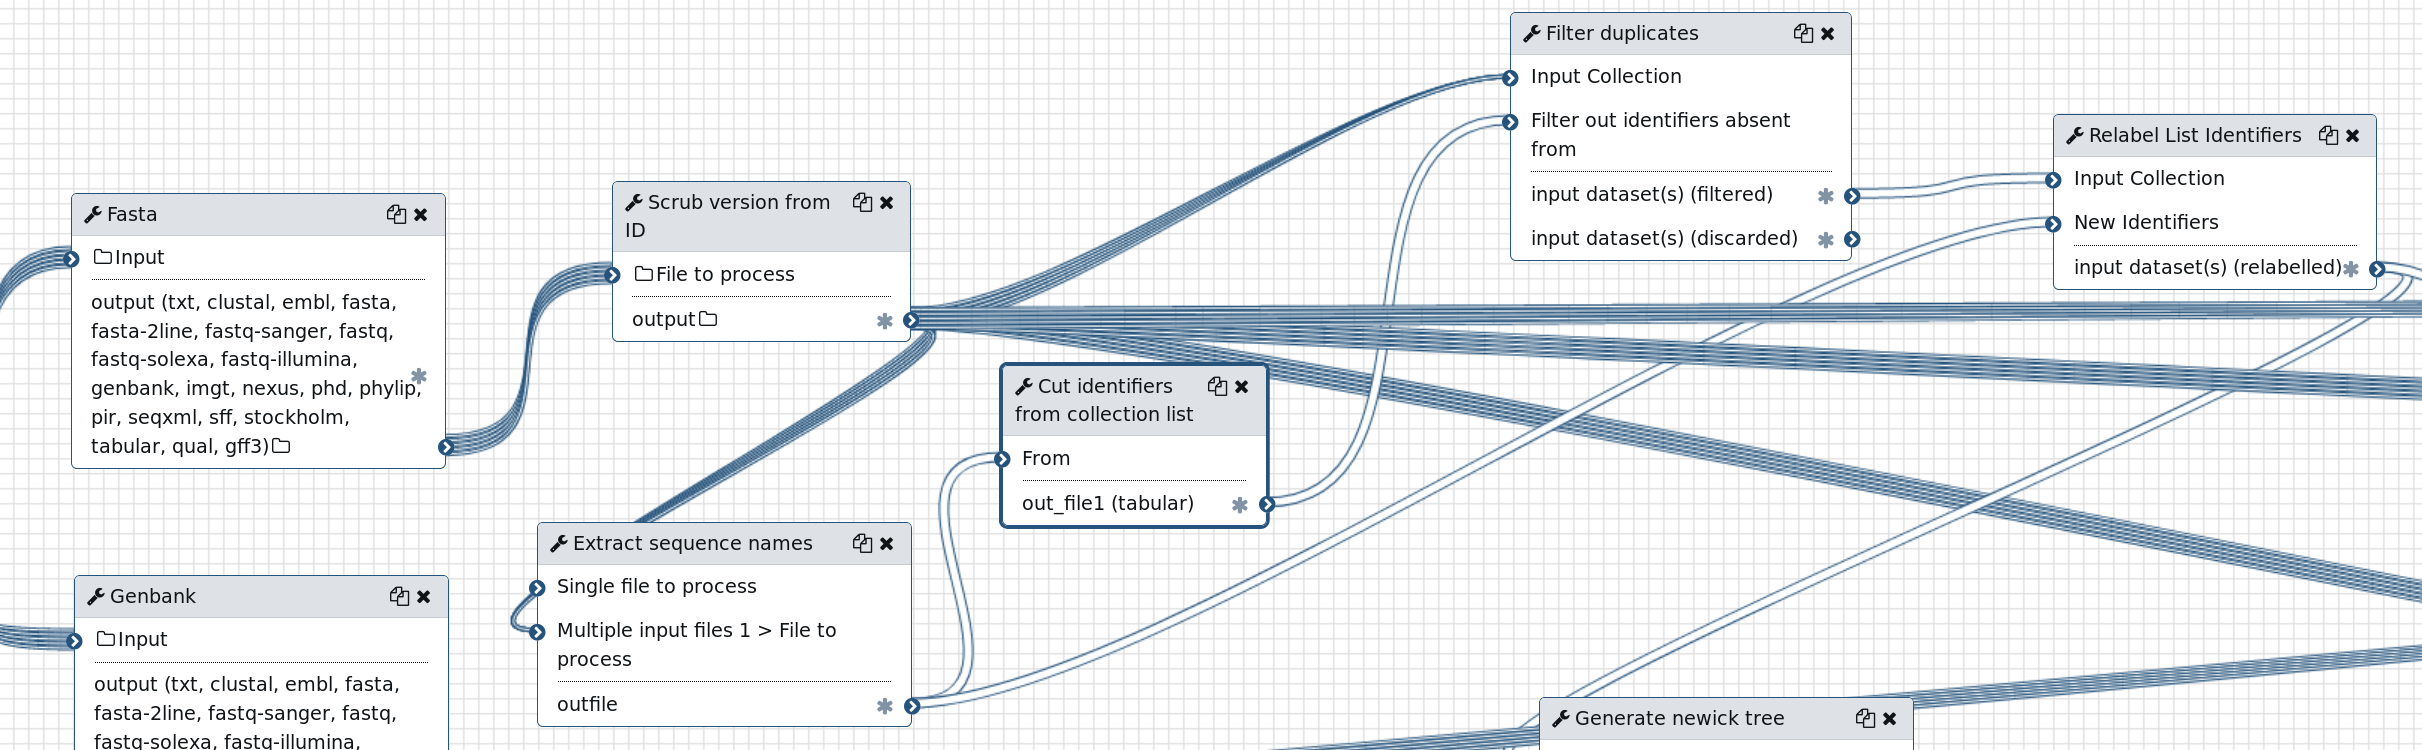 Filter duplicates
Input Collection
Filter out identifiers absent
from
input dataset(s) (filtered)
input dataset(s) (discarded)
Relabel List Identifiers
Input Collection
New Identifiers
input dataset(s) (relabelled)
Fasta
Input
output (txt, clustal, embl, fasta,
fasta-2line, fastq-sanger, fastq,
fastq-solexa, fastq-illumina,
genbank, imgt, nexus, phd, phylip,
pir, seqxml, sff, stockholm,
tabular, qual, gff3)
Scrub version from
ID
File to process
output
Cut identifiers
from collection list
From
out_file1 (tabular)
Extract sequence names
Single file to process
Multiple input files 1 > File to
process
outfile
Genbank
Input
output (txt, clustal, embl, fasta,
fasta-2line, fastq-sanger, fastq,
fastq-solexa, fastq-illumina,
Generate newick tree